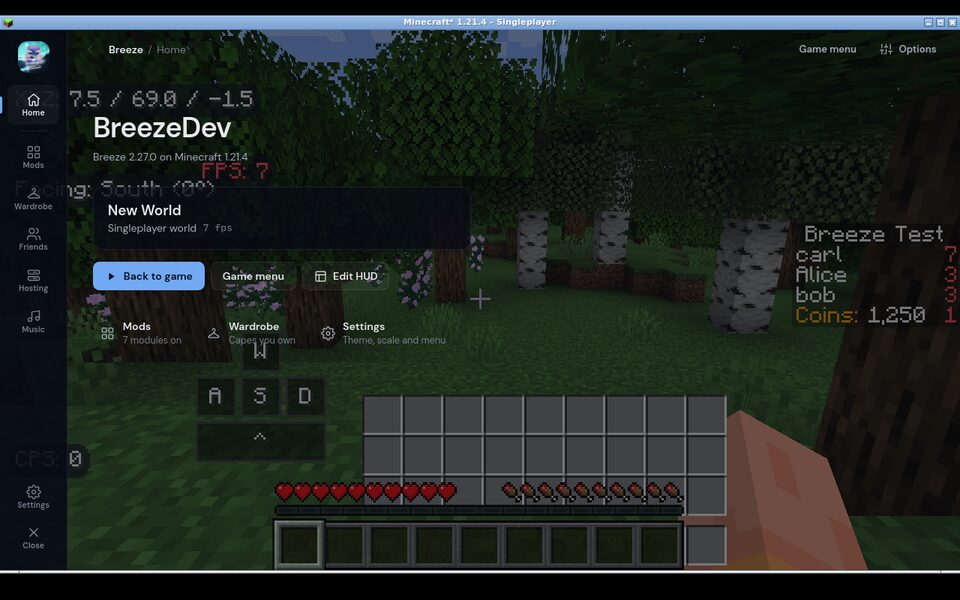 Minecraft* 1.21.4 - Singleplayer
Breeze / Home
Game menu
Options
7.5 / 69.0 / -1.5
Home
BreezeDev
Breeze 2.27.0 on Minecraft 1.21.4
FPS: 7
Mods
Facing: South (0°)
Wardrobe
New World
Singleplayer world 7 fps
Friends
Breeze Test
carl 7
Alice 3
bob 3
Coins: 1,250 1
Back to game
Game menu
Edit HUD
Hosting
Music
Mods
7 modules on
Wardrobe
Capes you own
Settings
Theme, scale and menu
W
A S D
^
CPS: 0
Settings
Close